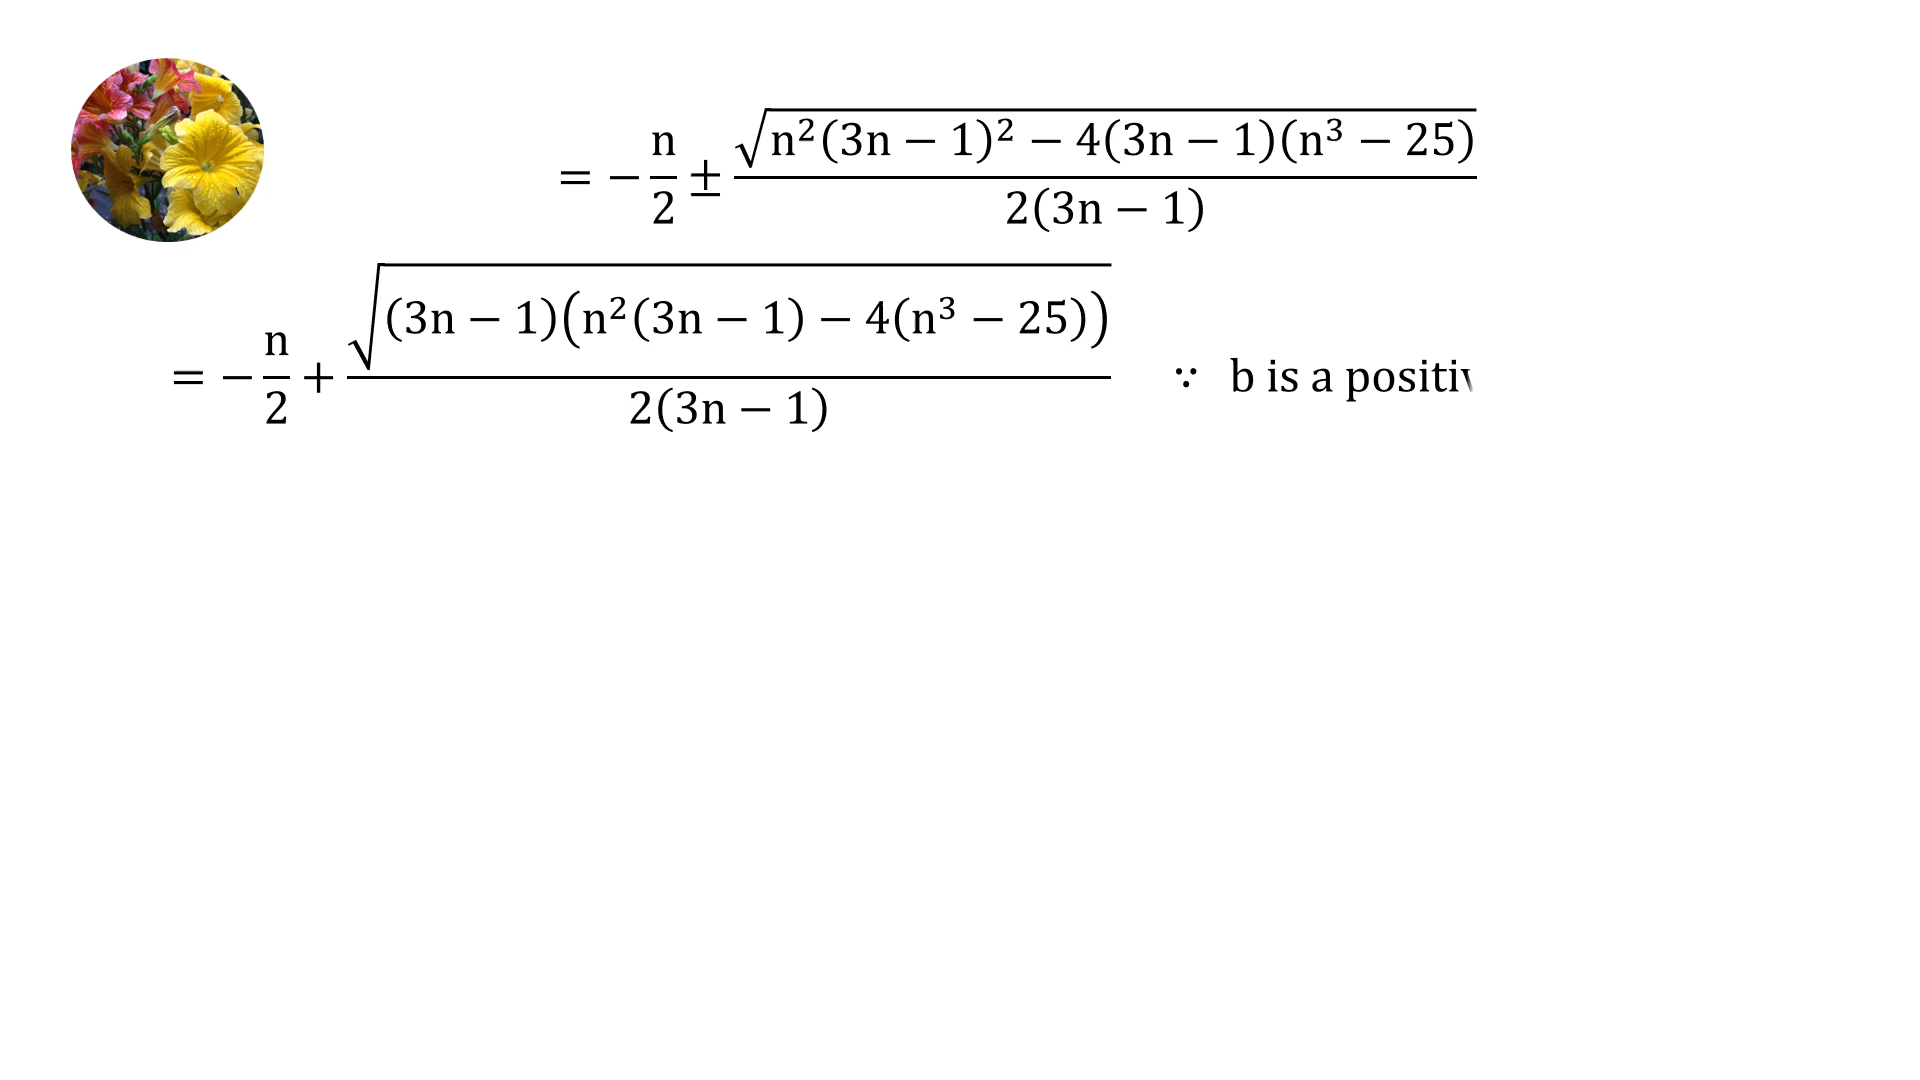 = −n/2 ± √(n²(3n − 1)² − 4(3n − 1)(n³ − 25)) / 2(3n − 1)
= −n/2 + √((3n − 1)(n²(3n − 1) − 4(n³ − 25))) / 2(3n − 1) ∵ b is a